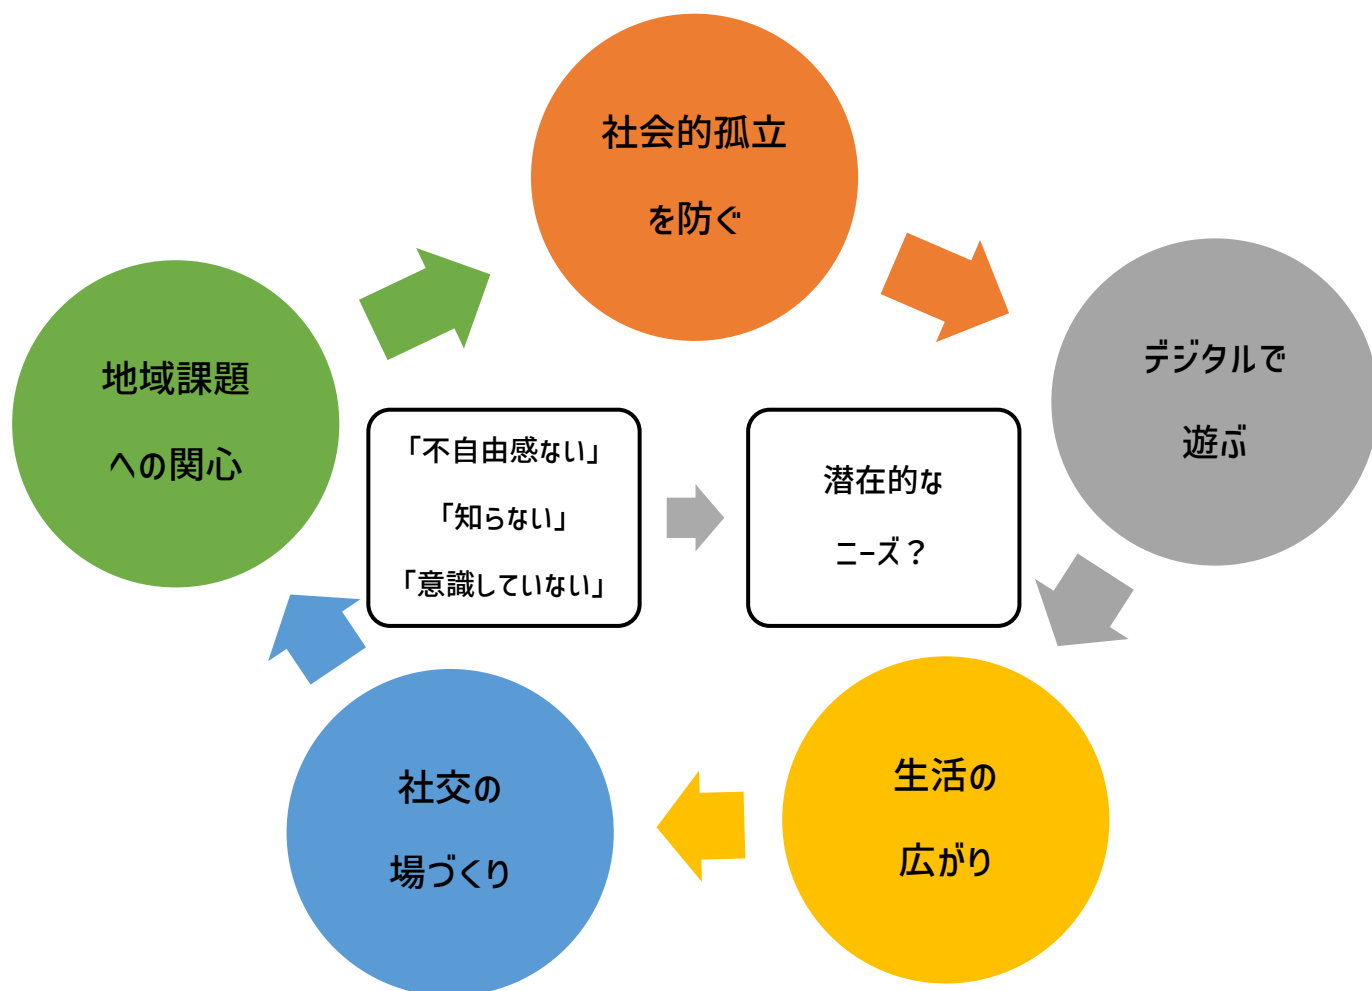 社会的孤立
を防ぐ
デジタルで
遊ぶ
地域課題
への関心
「不自由感ない」
「知らない」
「意識していない」
潜在的な
ニーズ？
生活の
広がり
社交の
場づくり